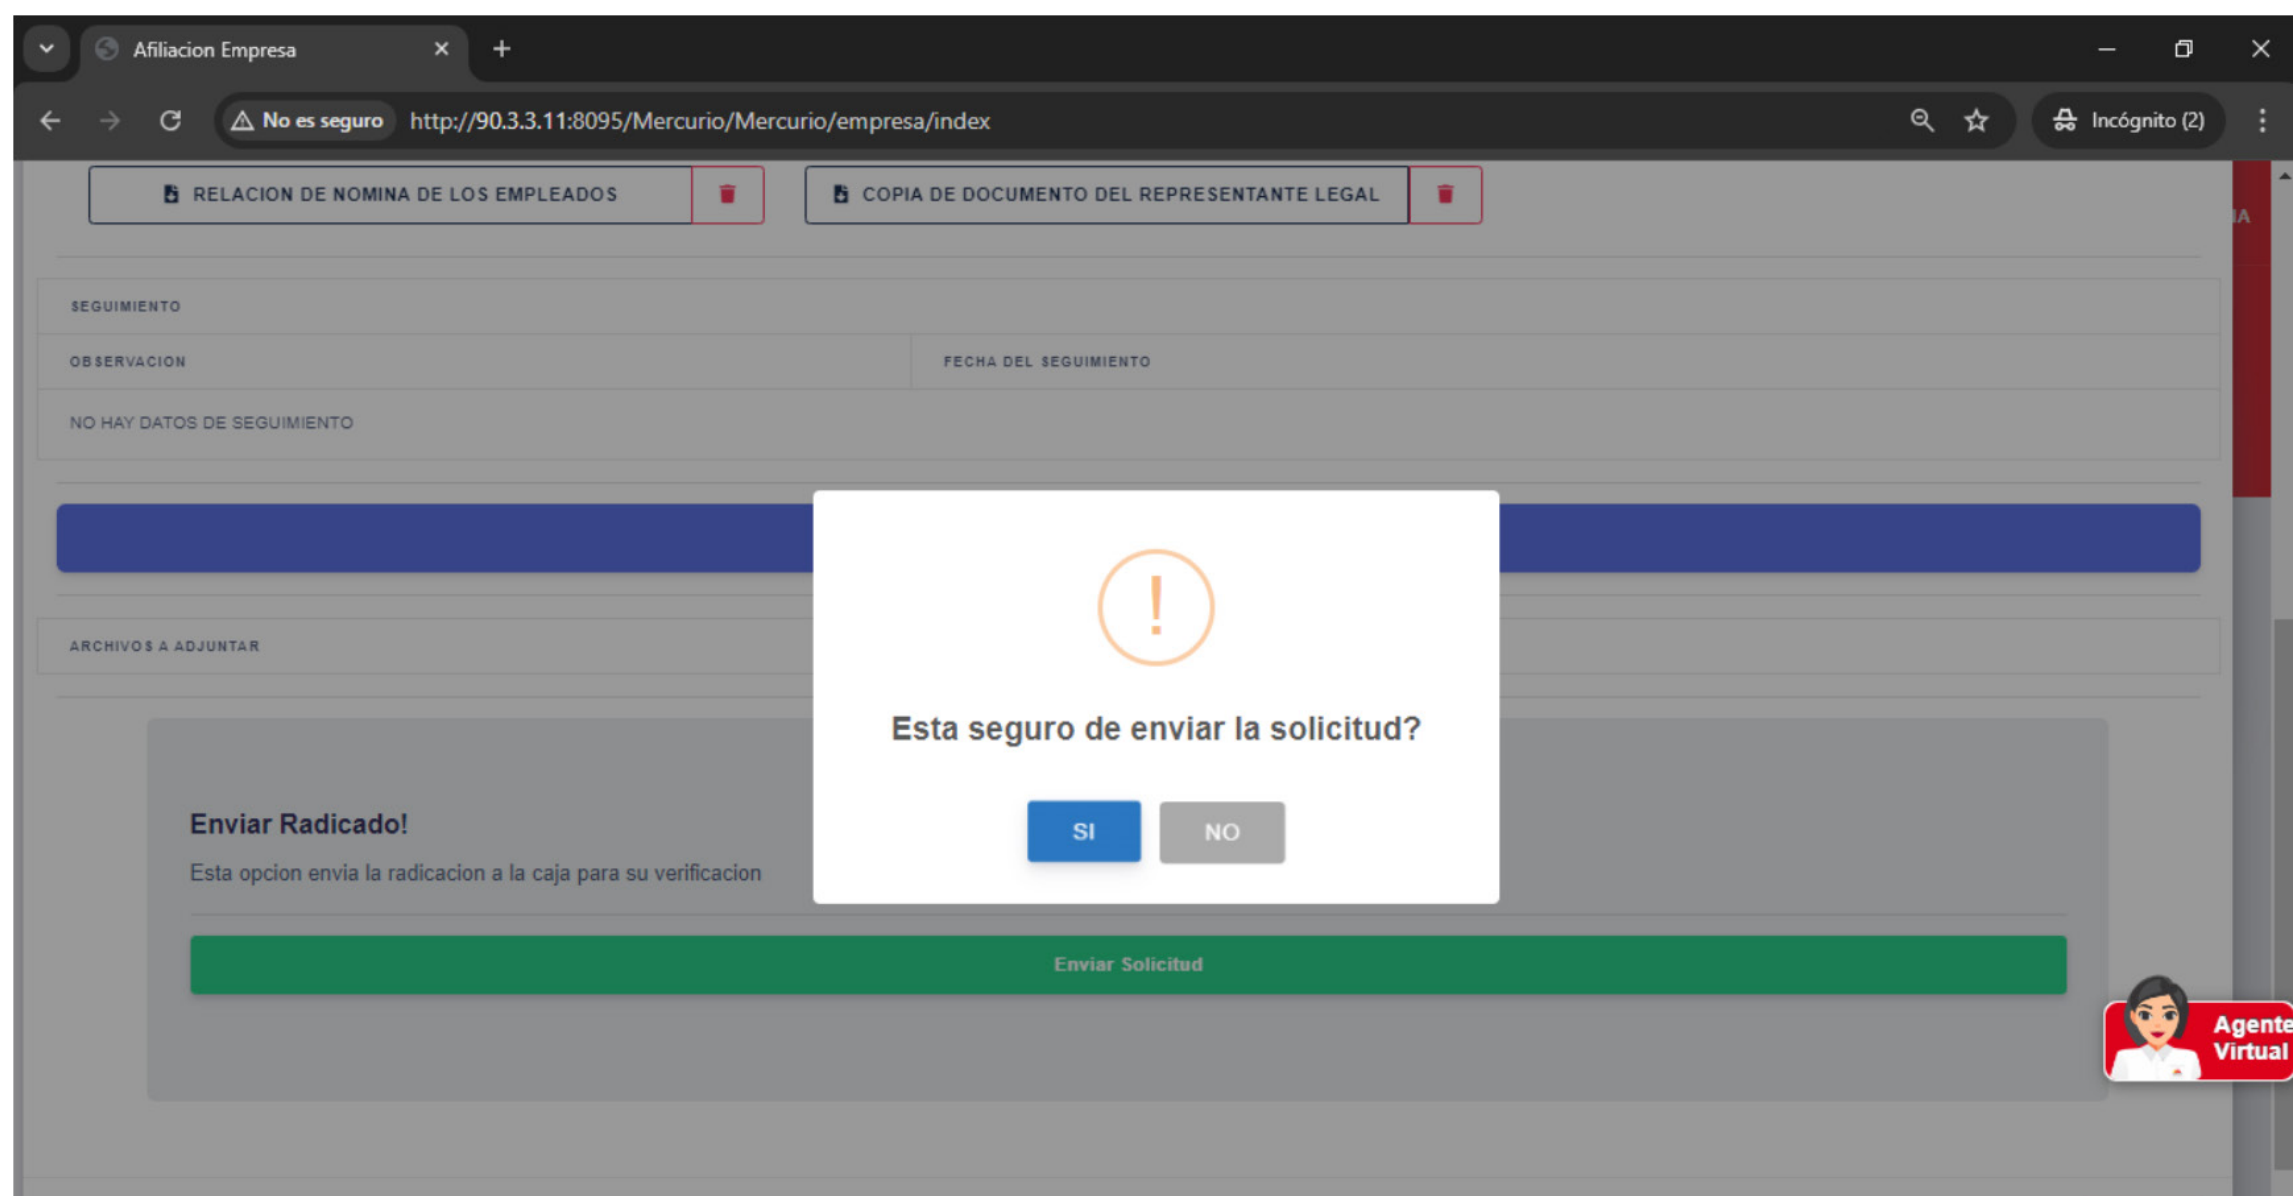 Afiliacion Empresa
No es seguro http://90.3.3.11:8095/Mercurio/Mercurio/empresa/index Incógnito (2)
RELACION DE NOMINA DE LOS EMPLEADOS COPIA DE DOCUMENTO DEL REPRESENTANTE LEGAL
SEGUIMIENTO
OBSERVACION FECHA DEL SEGUIMIENTO
NO HAY DATOS DE SEGUIMIENTO
ARCHIVOS A ADJUNTAR
Esta seguro de enviar la solicitud?
SI NO
Enviar Radicado!
Esta opcion envia la radicacion a la caja para su verificacion
Enviar Solicitud
Agente
Virtual